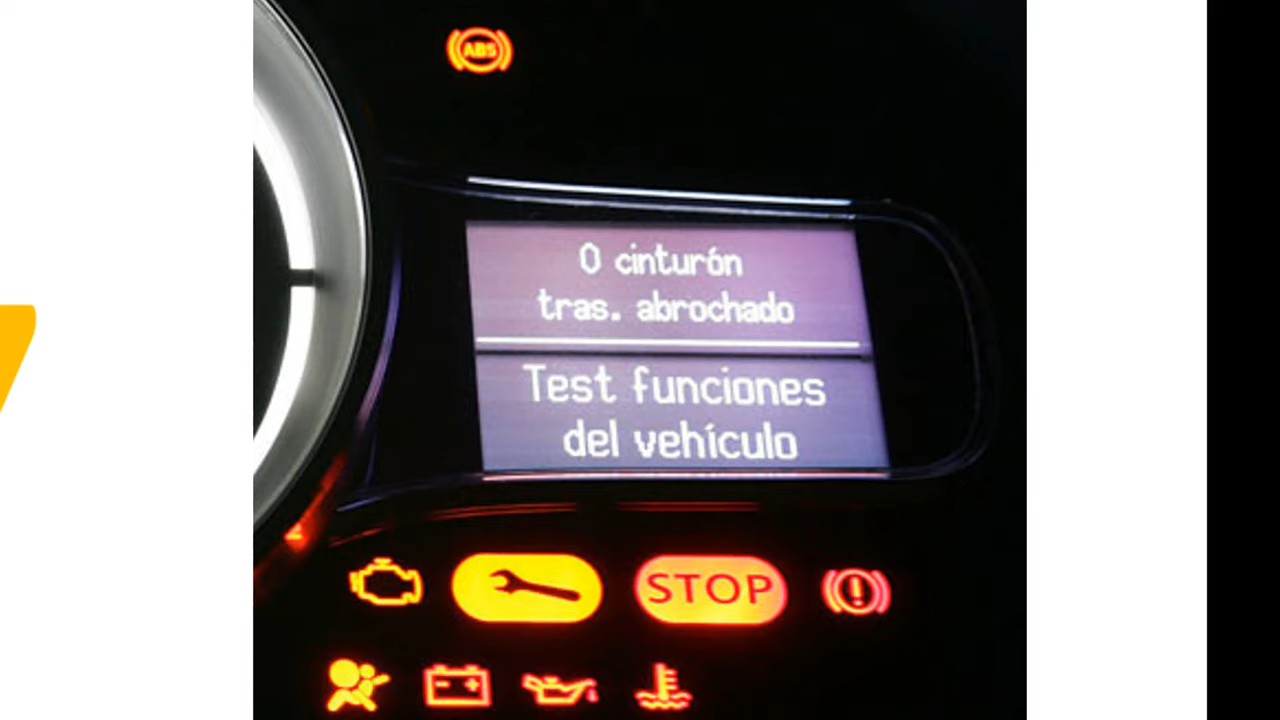 ABS
0 cinturón
tras. abrochado
Test funciones
del vehículo
STOP